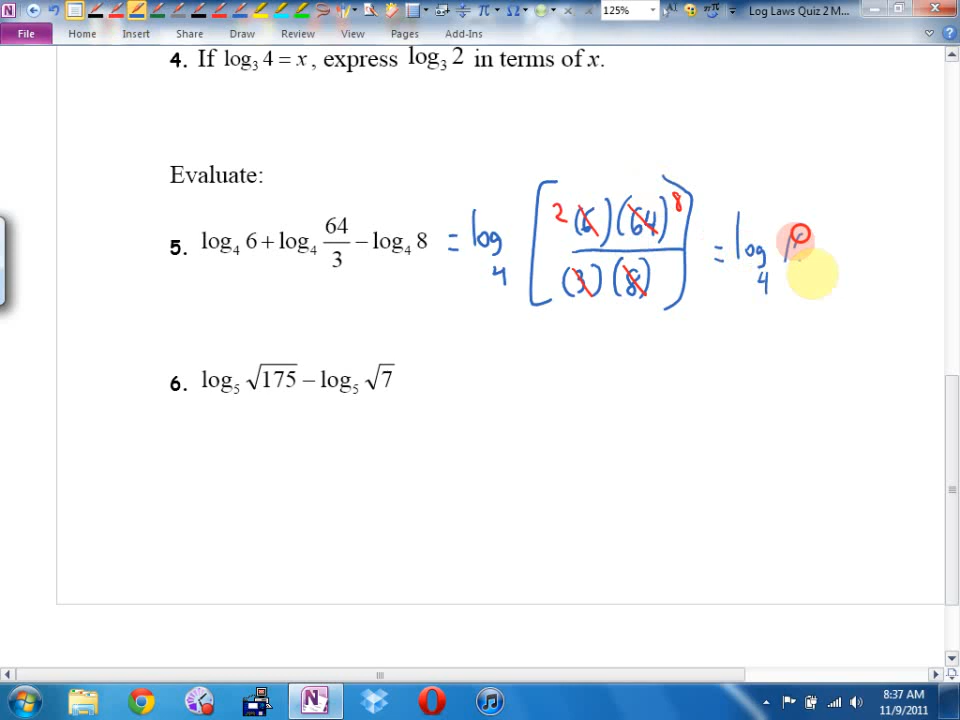 125%
Log Laws Quiz 2 M...
File Home Insert Review Share Draw View Pages Add-Ins
4. If log₃ 4 = x, express log₃ 2 in terms of x.
Evaluate:
5. log₄ 6 + log₄ 64/3 − log₄ 8 = log₄ [2 (6)(64) 8 / (3)(8)] = log₄
6. log₅ √175 − log₅ √7
8:37 AM
11/9/2011